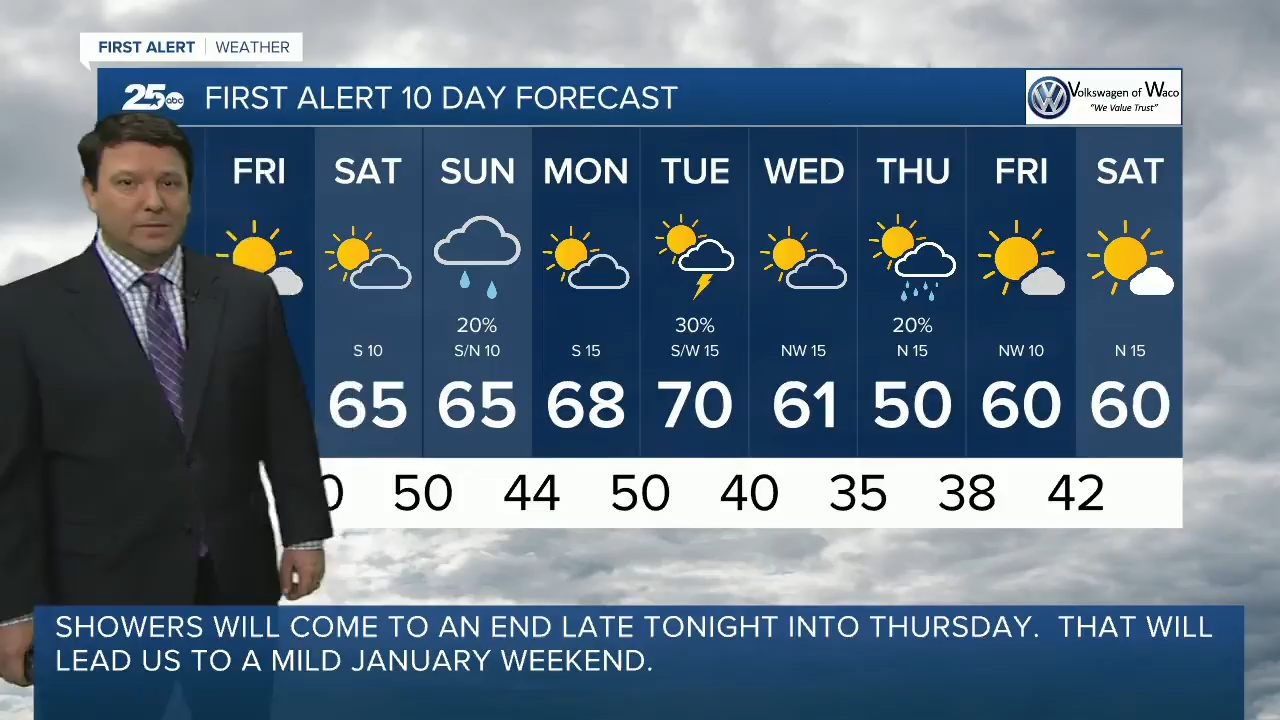 FIRST ALERT | WEATHER
25 abc FIRST ALERT 10 DAY FORECAST
Volkswagen of Waco
"We Value Trust"
FRI SAT SUN MON TUE WED THU FRI SAT
20% 30% 20%
S 10 S/N 10 S 15 S/W 15 NW 15 N 15 NW 10 N 15
65 65 68 70 61 50 60 60
0 50 44 50 40 35 38 42
SHOWERS WILL COME TO AN END LATE TONIGHT INTO THURSDAY. THAT WILL
LEAD US TO A MILD JANUARY WEEKEND.